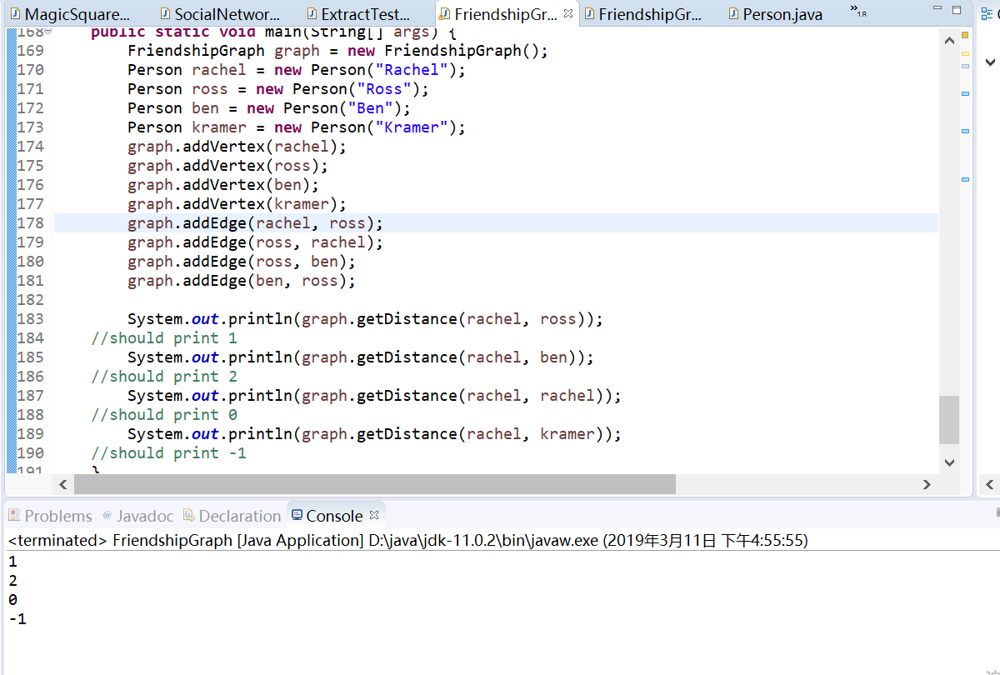 MagicSquare...
SocialNetwor...
ExtractTest...
FriendshipGr...
FriendshipGr...
Person.java
»18
168 public static void main(String[] args) {
169 FriendshipGraph graph = new FriendshipGraph();
170 Person rachel = new Person("Rachel");
171 Person ross = new Person("Ross");
172 Person ben = new Person("Ben");
173 Person kramer = new Person("Kramer");
174 graph.addVertex(rachel);
175 graph.addVertex(ross);
176 graph.addVertex(ben);
177 graph.addVertex(kramer);
178 graph.addEdge(rachel, ross);
179 graph.addEdge(ross, rachel);
180 graph.addEdge(ross, ben);
181 graph.addEdge(ben, ross);
182
183 System.out.println(graph.getDistance(rachel, ross));
184 //should print 1
185 System.out.println(graph.getDistance(rachel, ben));
186 //should print 2
187 System.out.println(graph.getDistance(rachel, rachel));
188 //should print 0
189 System.out.println(graph.getDistance(rachel, kramer));
190 //should print -1
191 }
Problems @ Javadoc Declaration Console
<terminated> FriendshipGraph [Java Application] D:\java\jdk-11.0.2\bin\javaw.exe (2019年3月11日 下午4:55:55)
1
2
0
-1